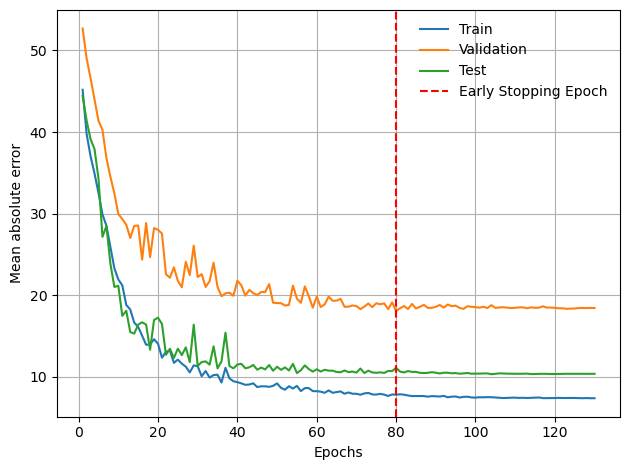 Train
Validation
Test
Early Stopping Epoch
Mean absolute error
50
40
30
20
10
0 20 40 60 80 100 120
Epochs